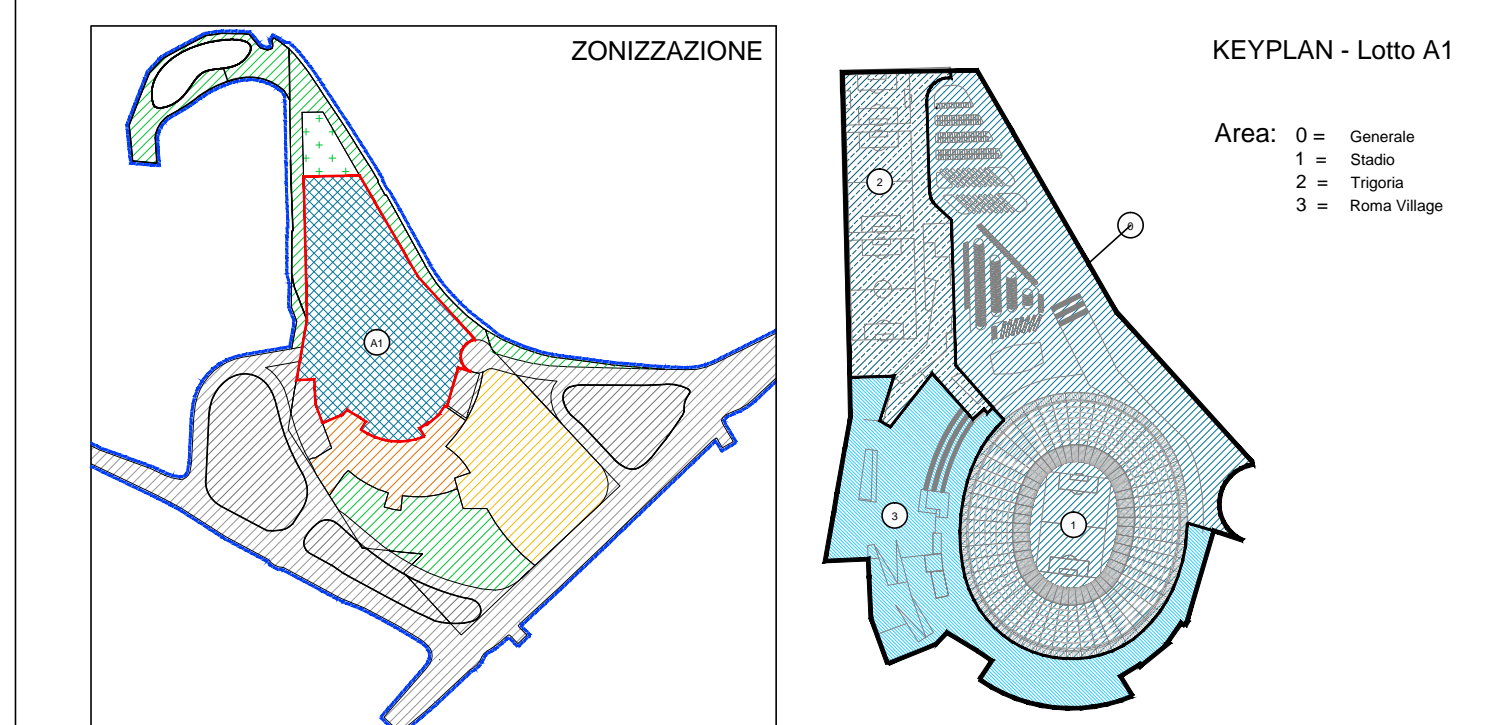 ZONIZZAZIONE
A1
KEYPLAN - Lotto A1
Area: 0 = Generale
1 = Stadio
2 = Trigoria
3 = Roma Village
2
0
3
1